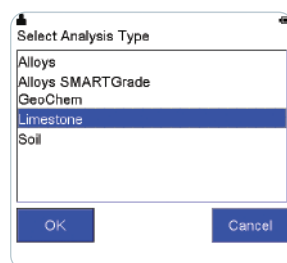 Select Analysis Type
Alloys
Alloys SMARTGrade
GeoChem
Limestone
Soil
OK
Cancel